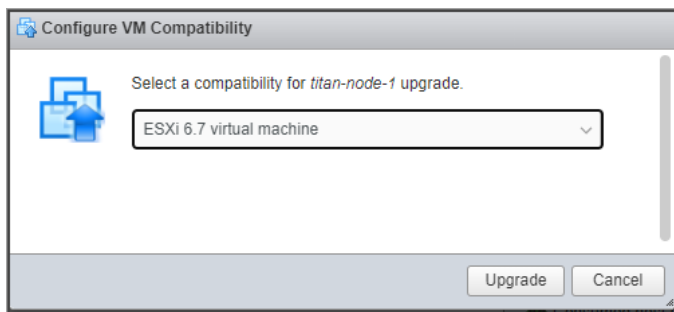 Configure VM Compatibility
Select a compatibility for titan-node-1 upgrade.
ESXi 6.7 virtual machine
Upgrade
Cancel